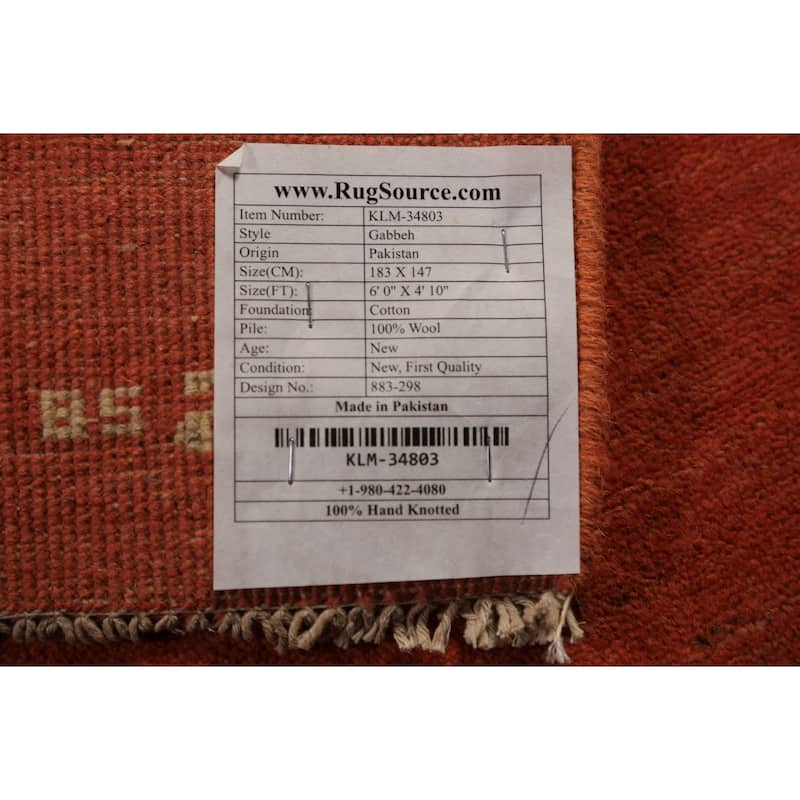 www.RugSource.com
Item Number: KLM-34803
Style Gabbeh
Origin Pakistan
Size(CM): 183 X 147
Size(FT): 6' 0" X 4' 10"
Foundation: Cotton
Pile: 100% Wool
Age: New
Condition: New, First Quality
Design No.: 883-298
Made in Pakistan
KLM-34803
+1-980-422-4080
100% Hand Knotted